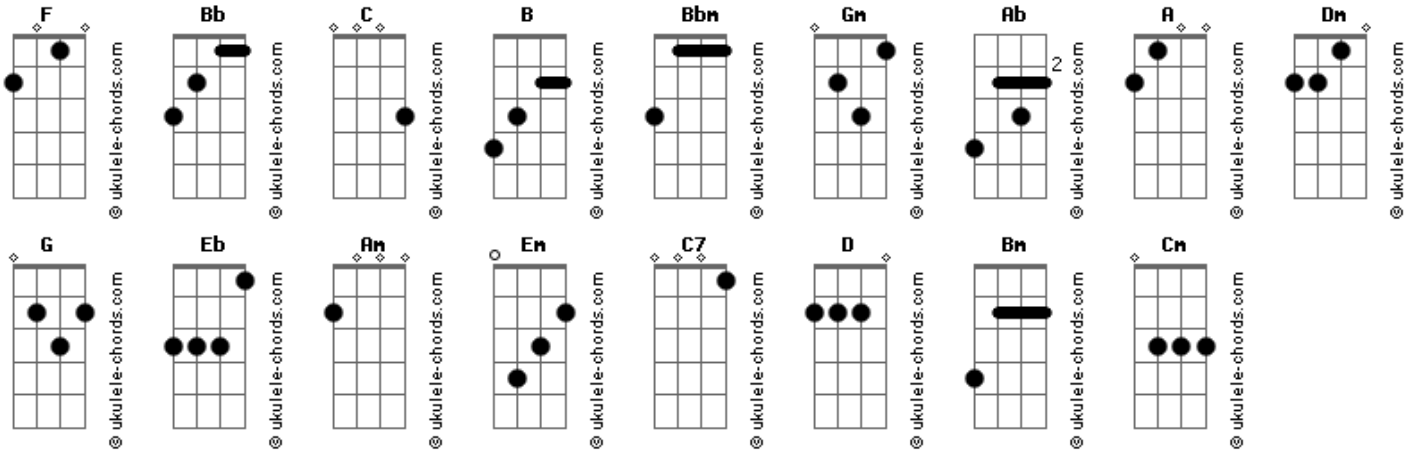 F Bb C B Bbm Gm Ab A Dm
2
© ukulele-chords.com © ukulele-chords.com © ukulele-chords.com © ukulele-chords.com © ukulele-chords.com © ukulele-chords.com © ukulele-chords.com © ukulele-chords.com © ukulele-chords.com
G Eb Am Em C7 D Bm Cm
© ukulele-chords.com © ukulele-chords.com © ukulele-chords.com © ukulele-chords.com © ukulele-chords.com © ukulele-chords.com © ukulele-chords.com © ukulele-chords.com